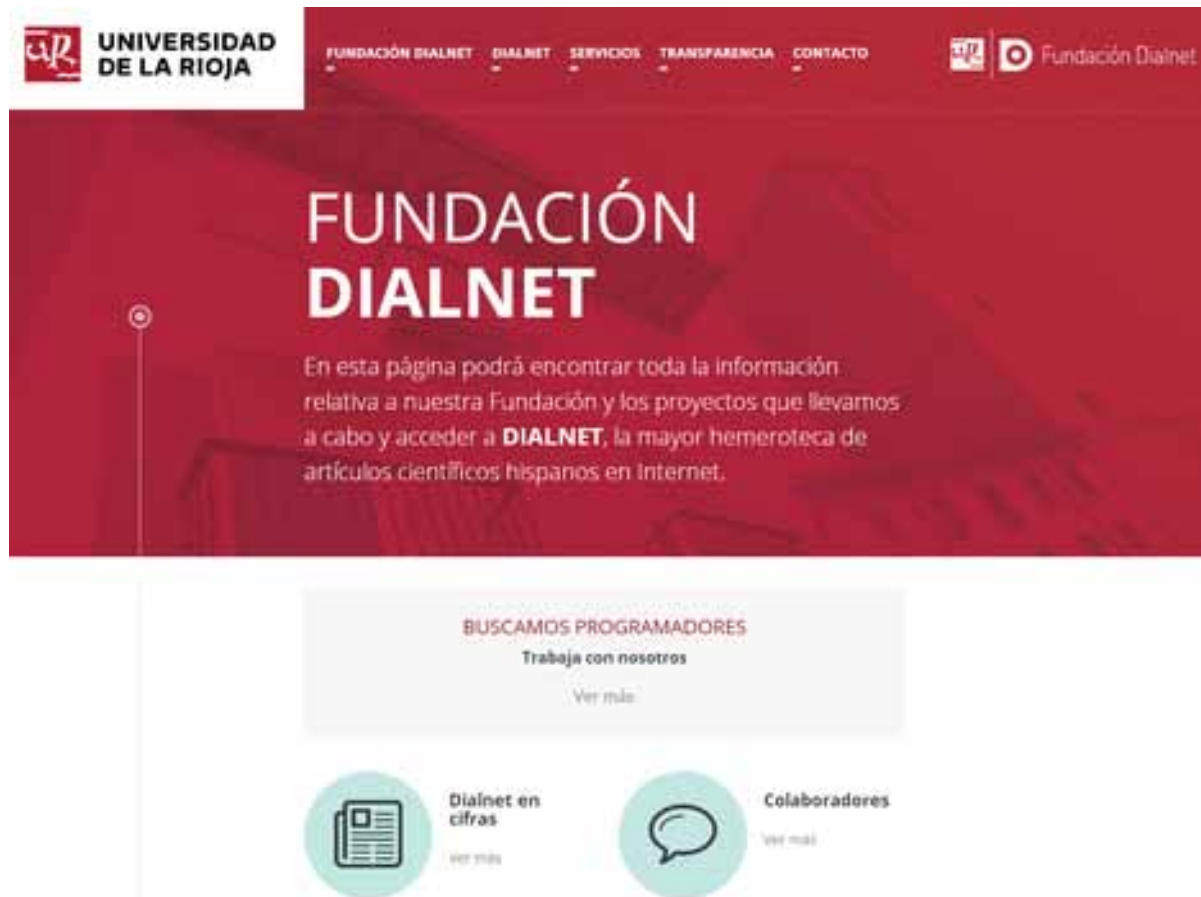 UNIVERSIDAD
DE LA RIOJA
FUNDACIÓN DIALNET DIALNET SERVICIOS TRANSPARENCIA CONTACTO
uR Fundación Dialnet
FUNDACIÓN
DIALNET
En esta página podrá encontrar toda la información
relativa a nuestra Fundación y los proyectos que llevamos
a cabo y acceder a DIALNET, la mayor hemeroteca de
artículos científicos hispanos en Internet.
BUSCAMOS PROGRAMADORES
Trabaja con nosotros
Ver más
Dialnet en
cifras
Ver más
Colaboradores
Ver más